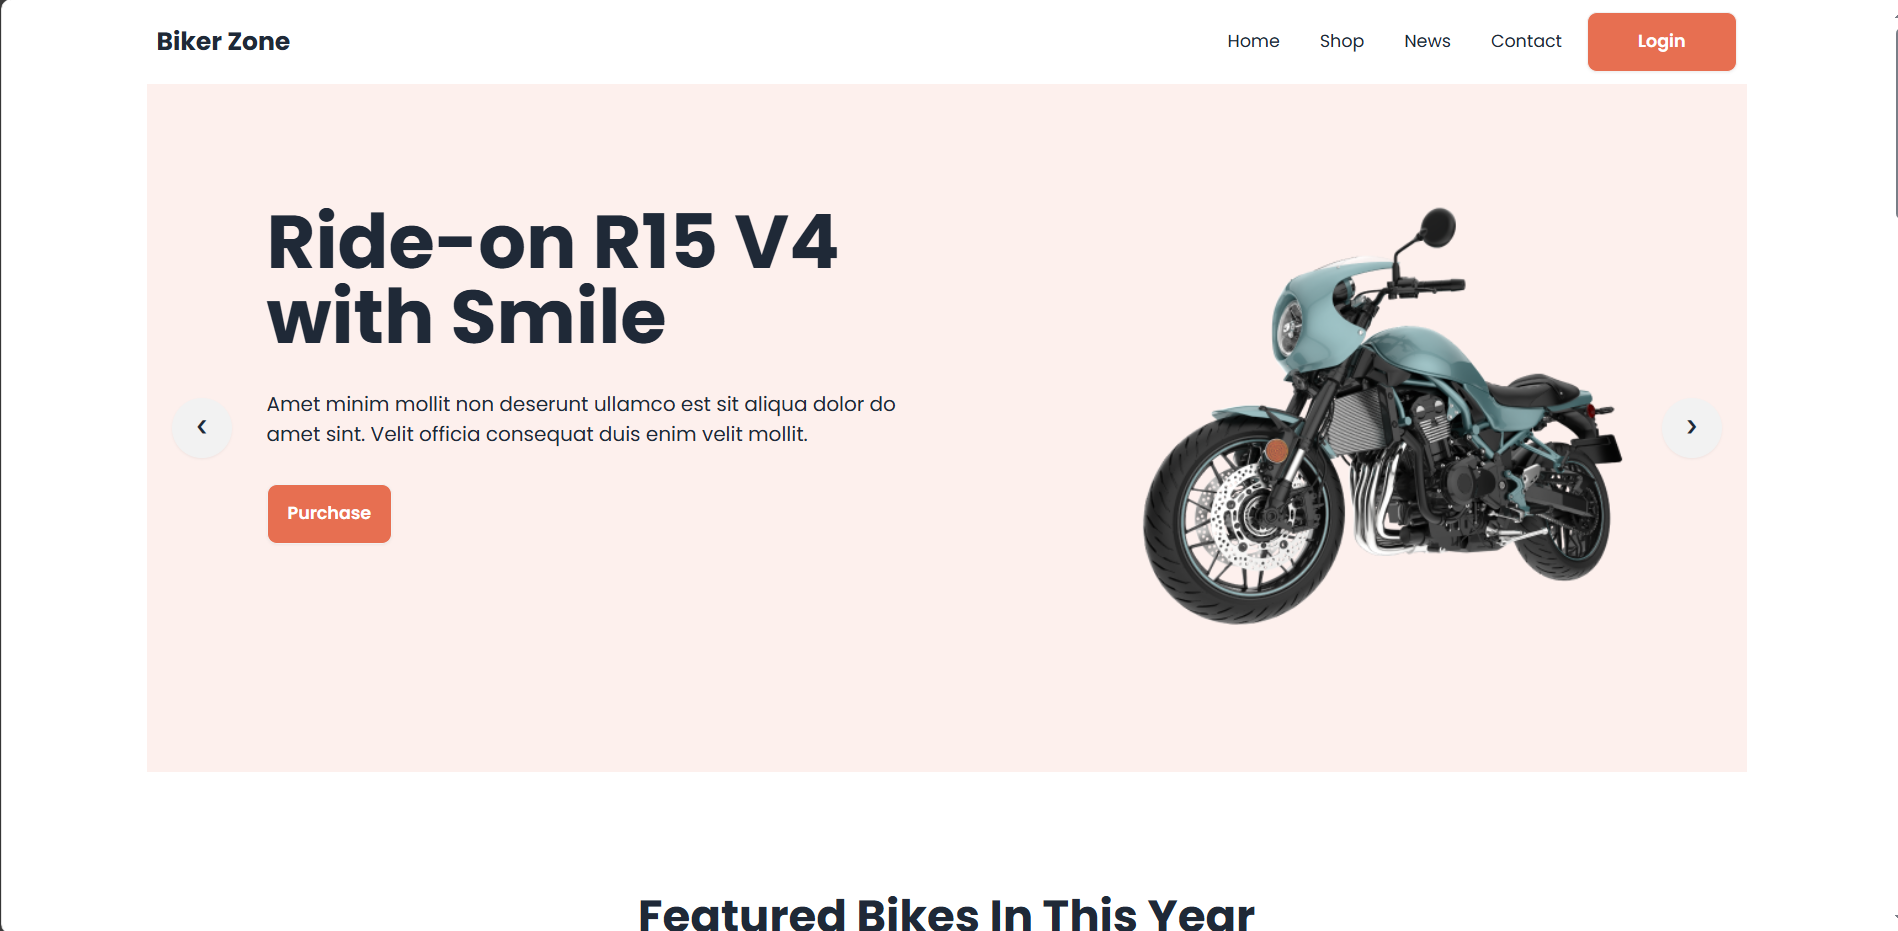 Biker Zone
Home Shop News Contact Login
Ride-on R15 V4
with Smile
Amet minim mollit non deserunt ullamco est sit aliqua dolor do
amet sint. Velit officia consequat duis enim velit mollit.
❮
❯
Purchase
Featured Bikes In This Year